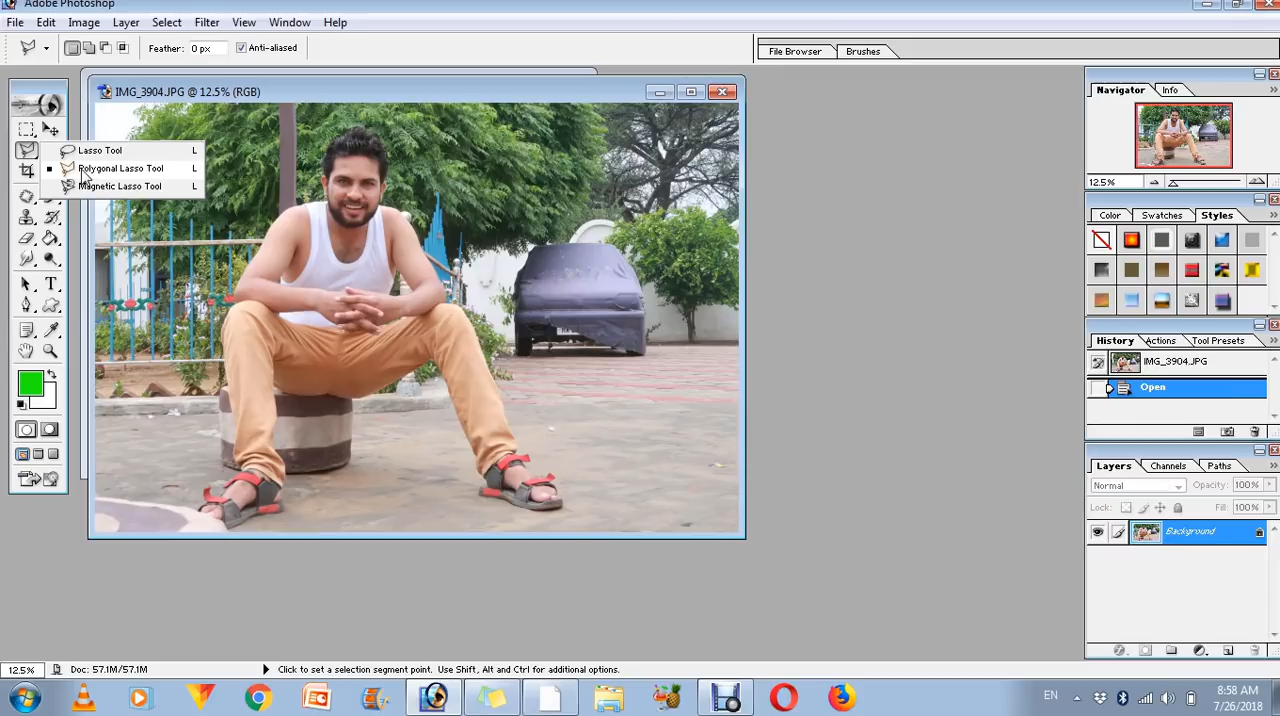 Adobe Photoshop
File Edit Image Layer Select Filter View Window Help
Feather: 0 px Anti-aliased
File Browser Brushes
IMG_3904.JPG @ 12.5% (RGB)
Lasso Tool L
Polygonal Lasso Tool L
Magnetic Lasso Tool L
T
Navigator Info
12.5%
Color Swatches Styles
History Actions Tool Presets
IMG_3904.JPG
Open
Layers Channels Paths
Normal Opacity: 100%
Lock: Fill: 100%
Background
12.5% Doc: 57.1M/57.1M Click to set a selection segment point. Use Shift, Alt and Ctrl for additional options.
EN 8:58 AM
7/26/2018